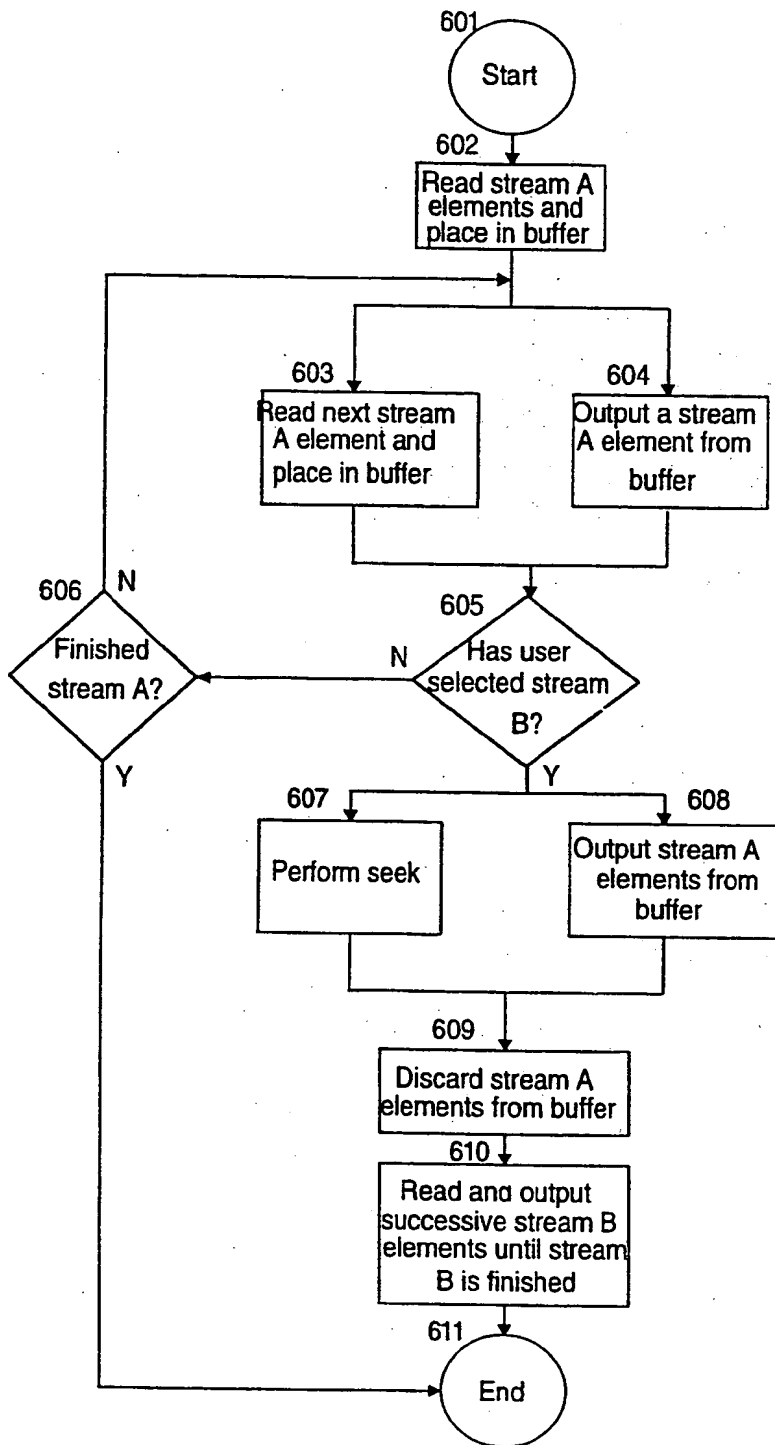 601
Start
602
Read stream A
elements and
place in buffer
603
Read next stream
A element and
place in buffer
604
Output a stream
A element from
buffer
605
Has user
selected stream
B?
N
Y
606
Finished
stream A?
N
Y
607
Perform seek
608
Output stream A
elements from
buffer
609
Discard stream A
elements from buffer
610
Read and output
successive stream B
elements until stream
B is finished
611
End